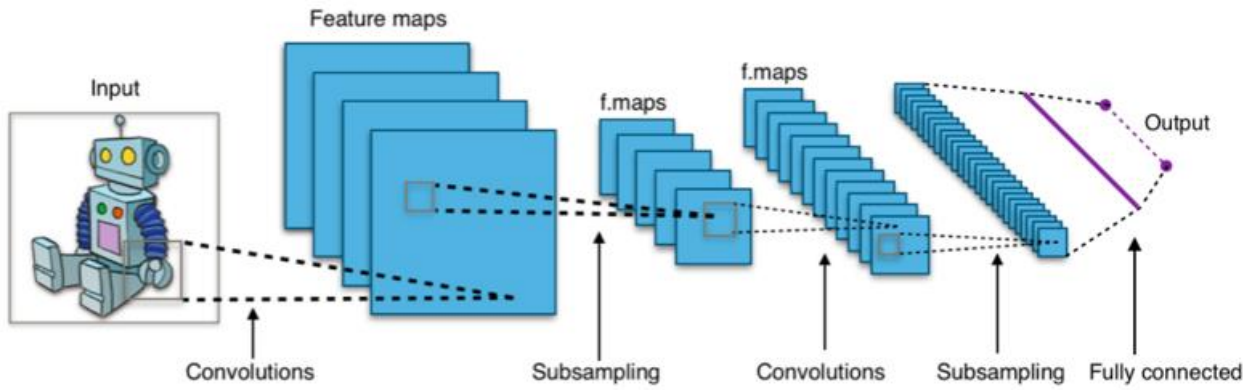 Feature maps
Input
f.maps
f.maps
Output
Convolutions
Subsampling
Convolutions
Subsampling
Fully connected